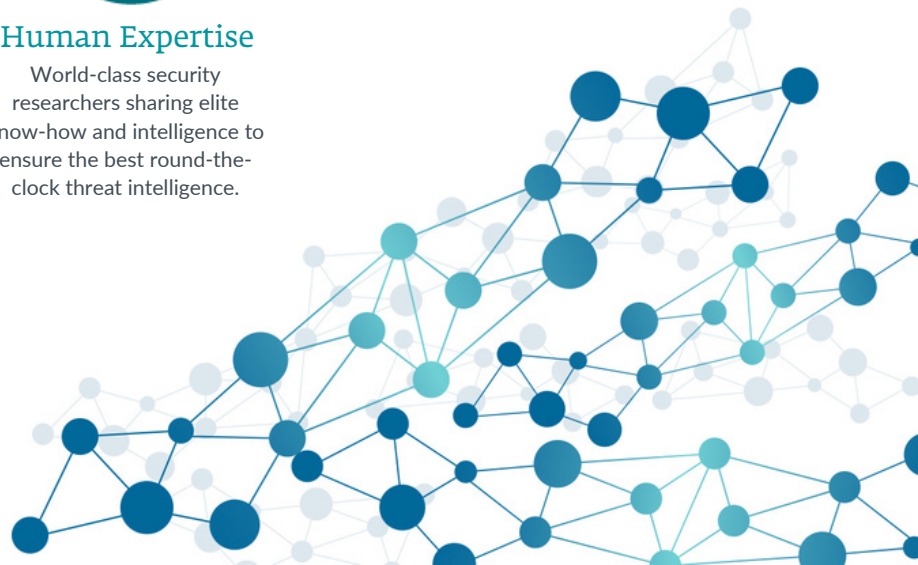 Human Expertise
World-class security
researchers sharing elite
now-how and intelligence to
ensure the best round-the-
clock threat intelligence.